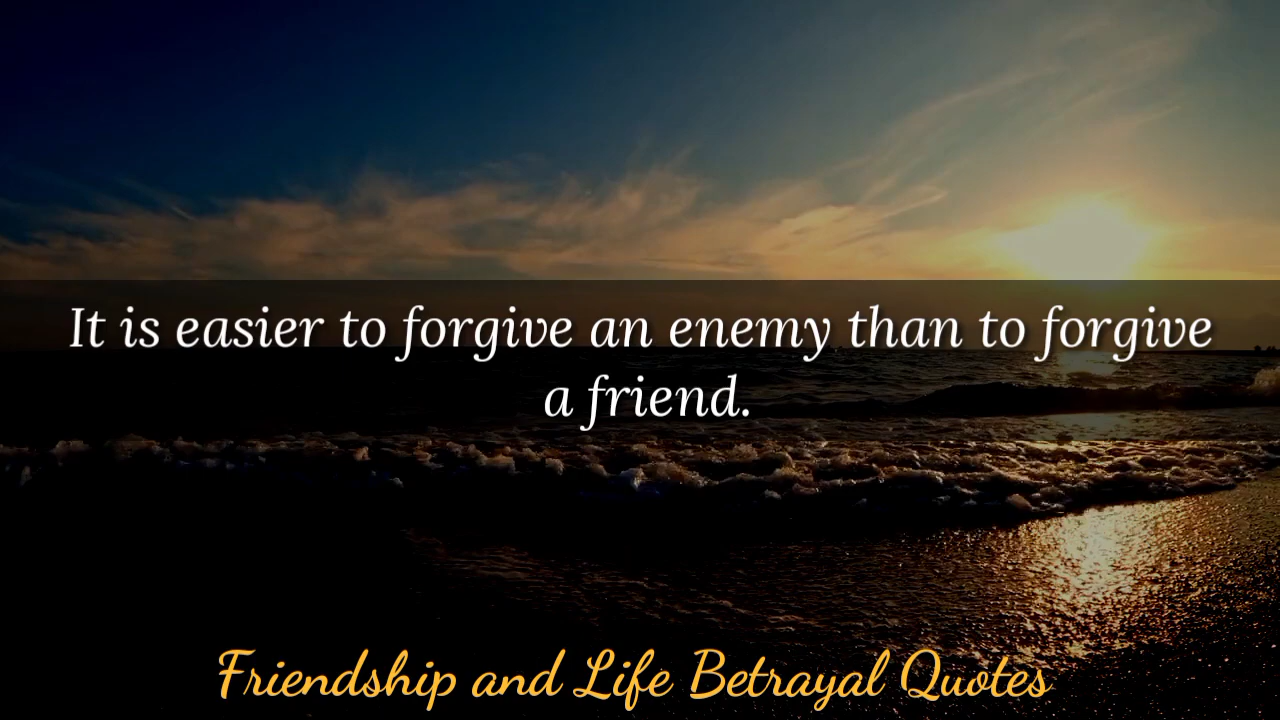 It is easier to forgive an enemy than to forgive
a friend.
Friendship and Life Betrayal Quotes